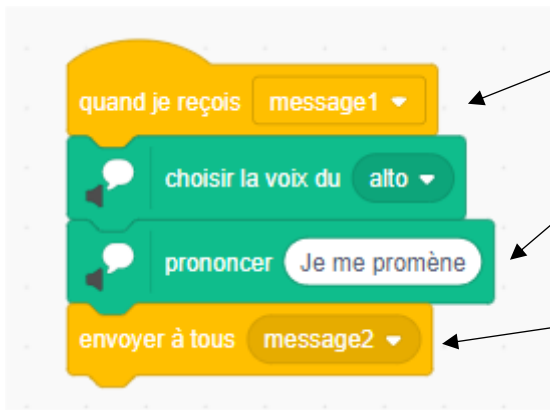 quand je reçois message1
choisir la voix du alto
prononcer Je me promène
envoyer à tous message2